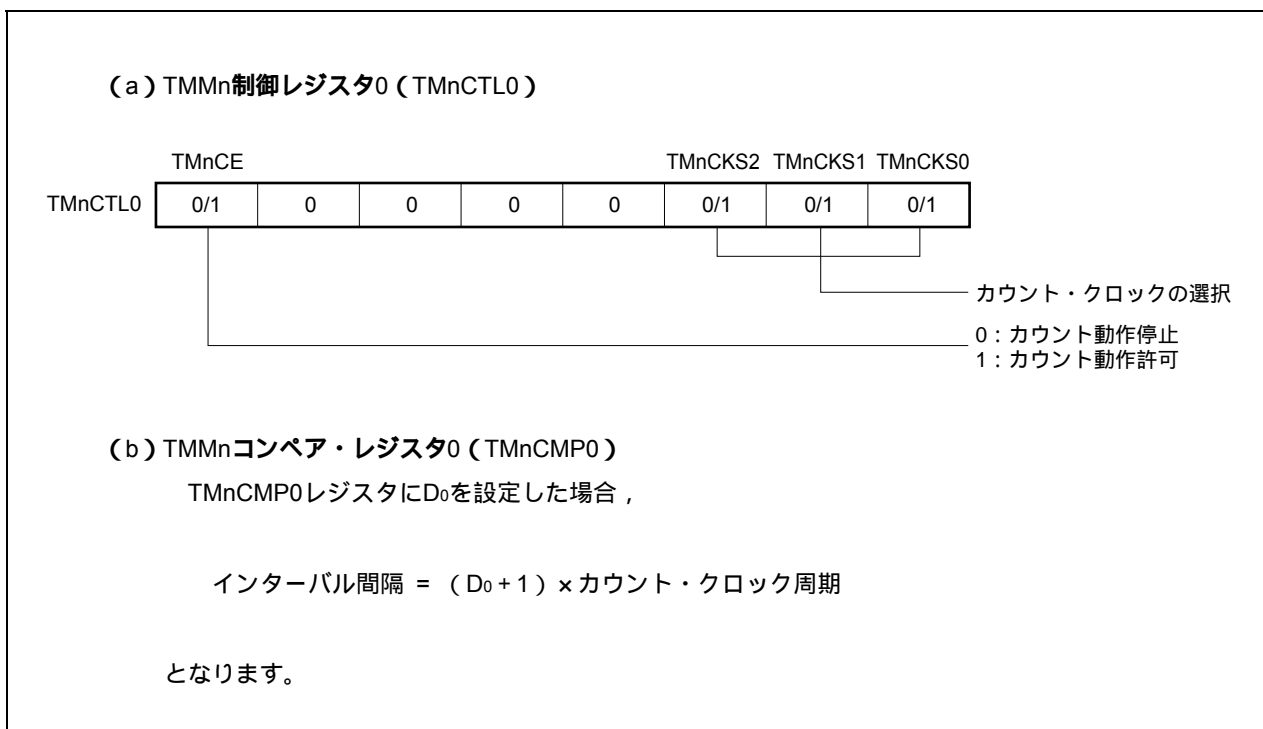 （a）TMMn制御レジスタ0（TMnCTL0）
TMnCE TMnCKS2 TMnCKS1 TMnCKS0
TMnCTL0 0/1 0 0 0 0 0/1 0/1 0/1
カウント・クロックの選択
0：カウント動作停止
1：カウント動作許可
（b）TMMnコンペア・レジスタ0（TMnCMP0）
TMnCMP0レジスタにD0を設定した場合，
インターバル間隔 = （D0 + 1）×カウント・クロック周期
となります。